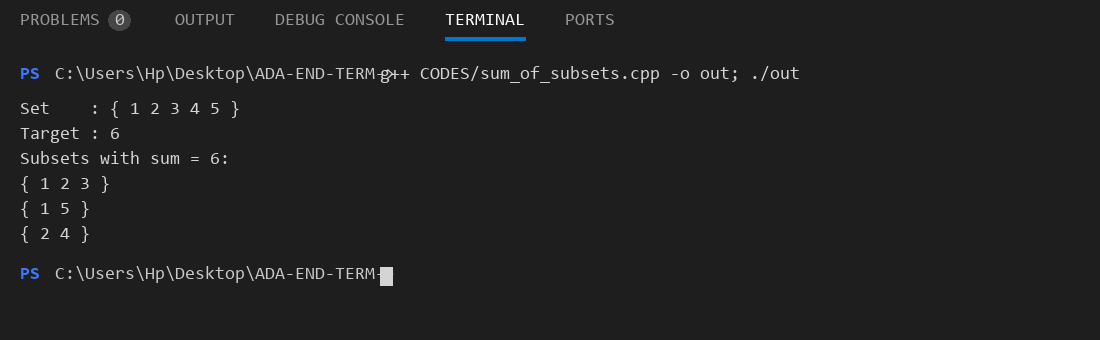 PROBLEMS 0 OUTPUT DEBUG CONSOLE TERMINAL PORTS
PS C:\Users\Hp\Desktop\ADA-END-TERM-> g++ CODES/sum_of_subsets.cpp -o out; ./out
Set    : { 1 2 3 4 5 }
Target : 6
Subsets with sum = 6:
{ 1 2 3 }
{ 1 5 }
{ 2 4 }
PS C:\Users\Hp\Desktop\ADA-END-TERM-